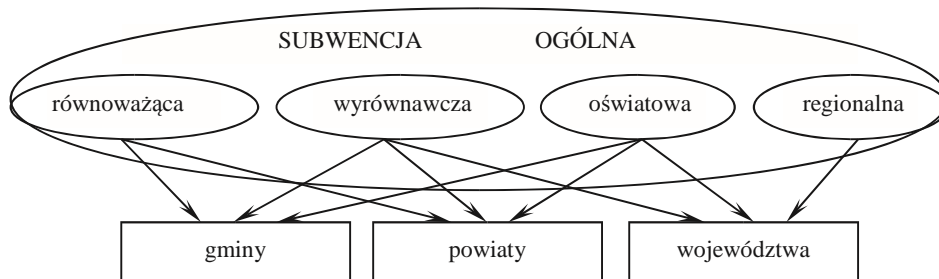 SUBWENCJA OGÓLNA
równoważąca wyrównawcza oświatowa regionalna
gminy powiaty województwa